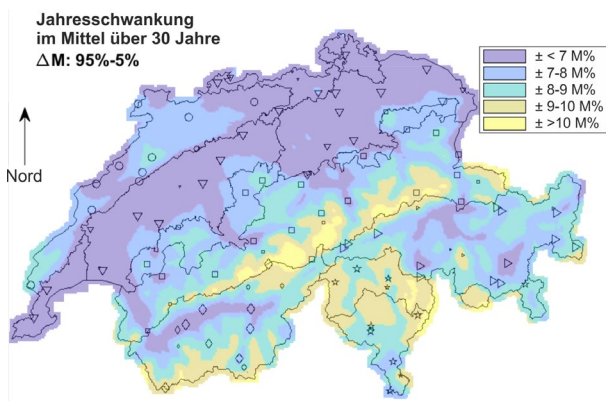 Jahresschwankung
im Mittel über 30 Jahre
ΔM: 95%-5%
± < 7 M%
± 7-8 M%
± 8-9 M%
± 9-10 M%
± >10 M%
Nord